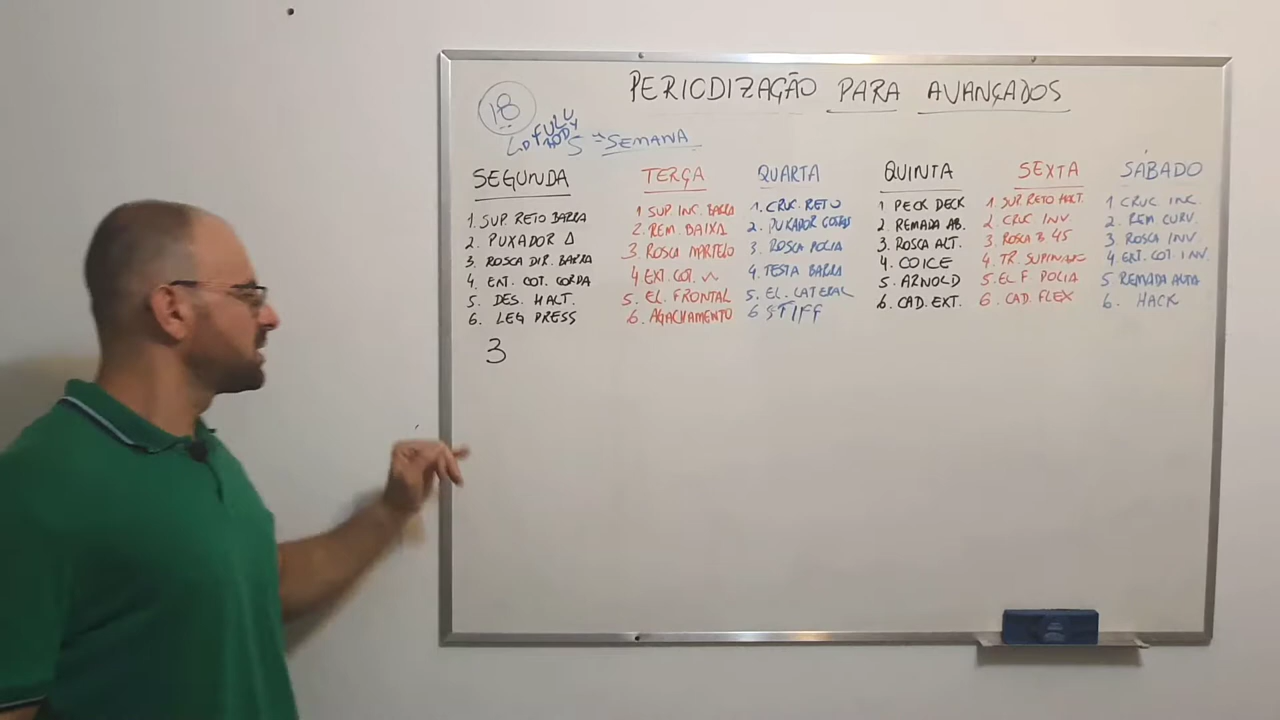 PERIODIZAÇÃO PARA AVANÇADOS
18
FULL BODY S = SEMANA
SEGUNDA
1. SUP. RETO BARRA
2. PUXADOR Δ
3. ROSCA DIR. BARRA
4. EXT. COT. CORDA
5. DES. HALT.
6. LEG PRESS
3
TERÇA
1 SUP. INC. BARRA
2. REM. BAIXA
3. ROSCA MARTELO
4 EXT. COT.
5. EL. FRONTAL
6. AGACHAMENTO
QUARTA
1. CRUC. RETO
2. PUXADOR COSTAS
3. ROSCA POLIA
4. TESTA BARRA
5. EL. LATERAL
6 STIFF
QUINTA
1 PECK DECK
2. REMADA AB.
3. ROSCA ALT.
4. COICE
5. ARNOLD
6. CAD. EXT.
SEXTA
1. SUP. RETO HALT.
2. CRUC INV.
3. ROSCA B. 45
4. TR. SUPINADO
5. EL F. POLIA
6 CAD. FLEX
SÁBADO
1 CRUC INC.
2. REM. CURV.
3. ROSCA INV.
4. EXT. COT. INV.
5 REMADA ALTA
6. HACK